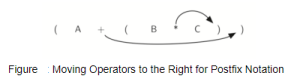 ( A + ( B • C ) )
Figure : Moving Operators to the Right for Postfix Notation